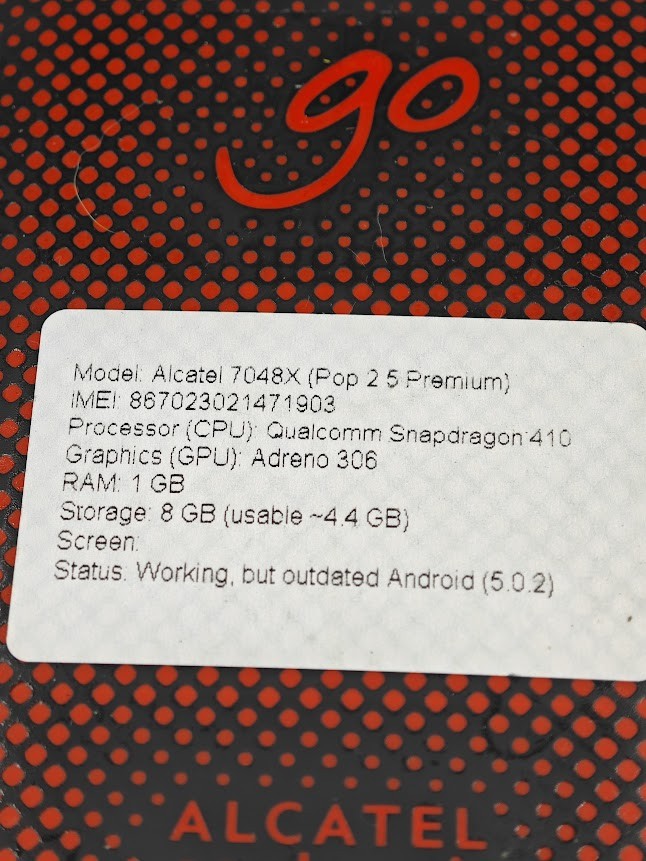 go
Model: Alcatel 7048X (Pop 2 5 Premium)
IMEI: 867023021471903
Processor (CPU): Qualcomm Snapdragon 410
Graphics (GPU): Adreno 306
RAM: 1 GB
Storage: 8 GB (usable ~4.4 GB)
Screen:
Status: Working, but outdated Android (5.0.2)
ALCATEL